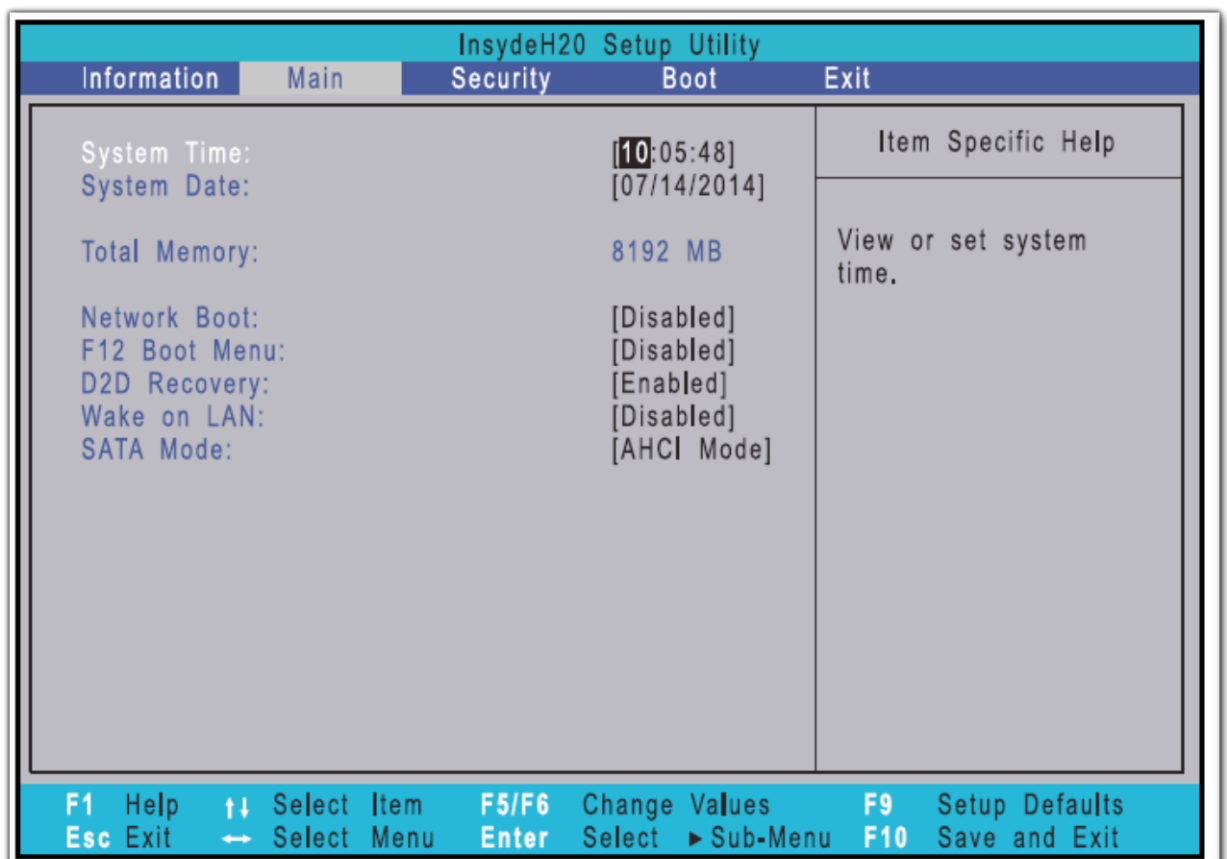 InsydeH20 Setup Utility
Information Main Security Boot Exit
System Time: [10:05:48]
System Date: [07/14/2014]
Total Memory: 8192 MB
Network Boot: [Disabled]
F12 Boot Menu: [Disabled]
D2D Recovery: [Enabled]
Wake on LAN: [Disabled]
SATA Mode: [AHCI Mode]
Item Specific Help
View or set system
time.
F1 Help ↑↓ Select Item F5/F6 Change Values F9 Setup Defaults
Esc Exit ↔ Select Menu Enter Select ▸Sub-Menu F10 Save and Exit